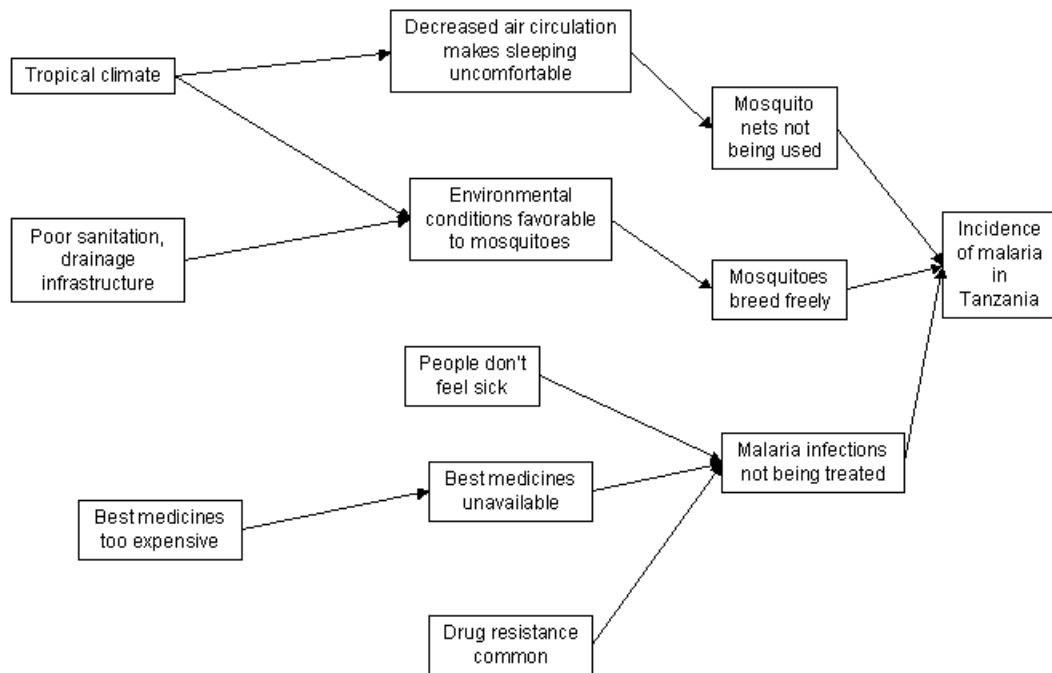 Tropical climate
Decreased air circulation
makes sleeping
uncomfortable
Mosquito
nets not
being used
Poor sanitation,
drainage
infrastructure
Environmental
conditions favorable
to mosquitoes
Mosquitoes
breed freely
Incidence
of malaria
in
Tanzania
People don't
feel sick
Best medicines
too expensive
Best medicines
unavailable
Malaria infections
not being treated
Drug resistance
common